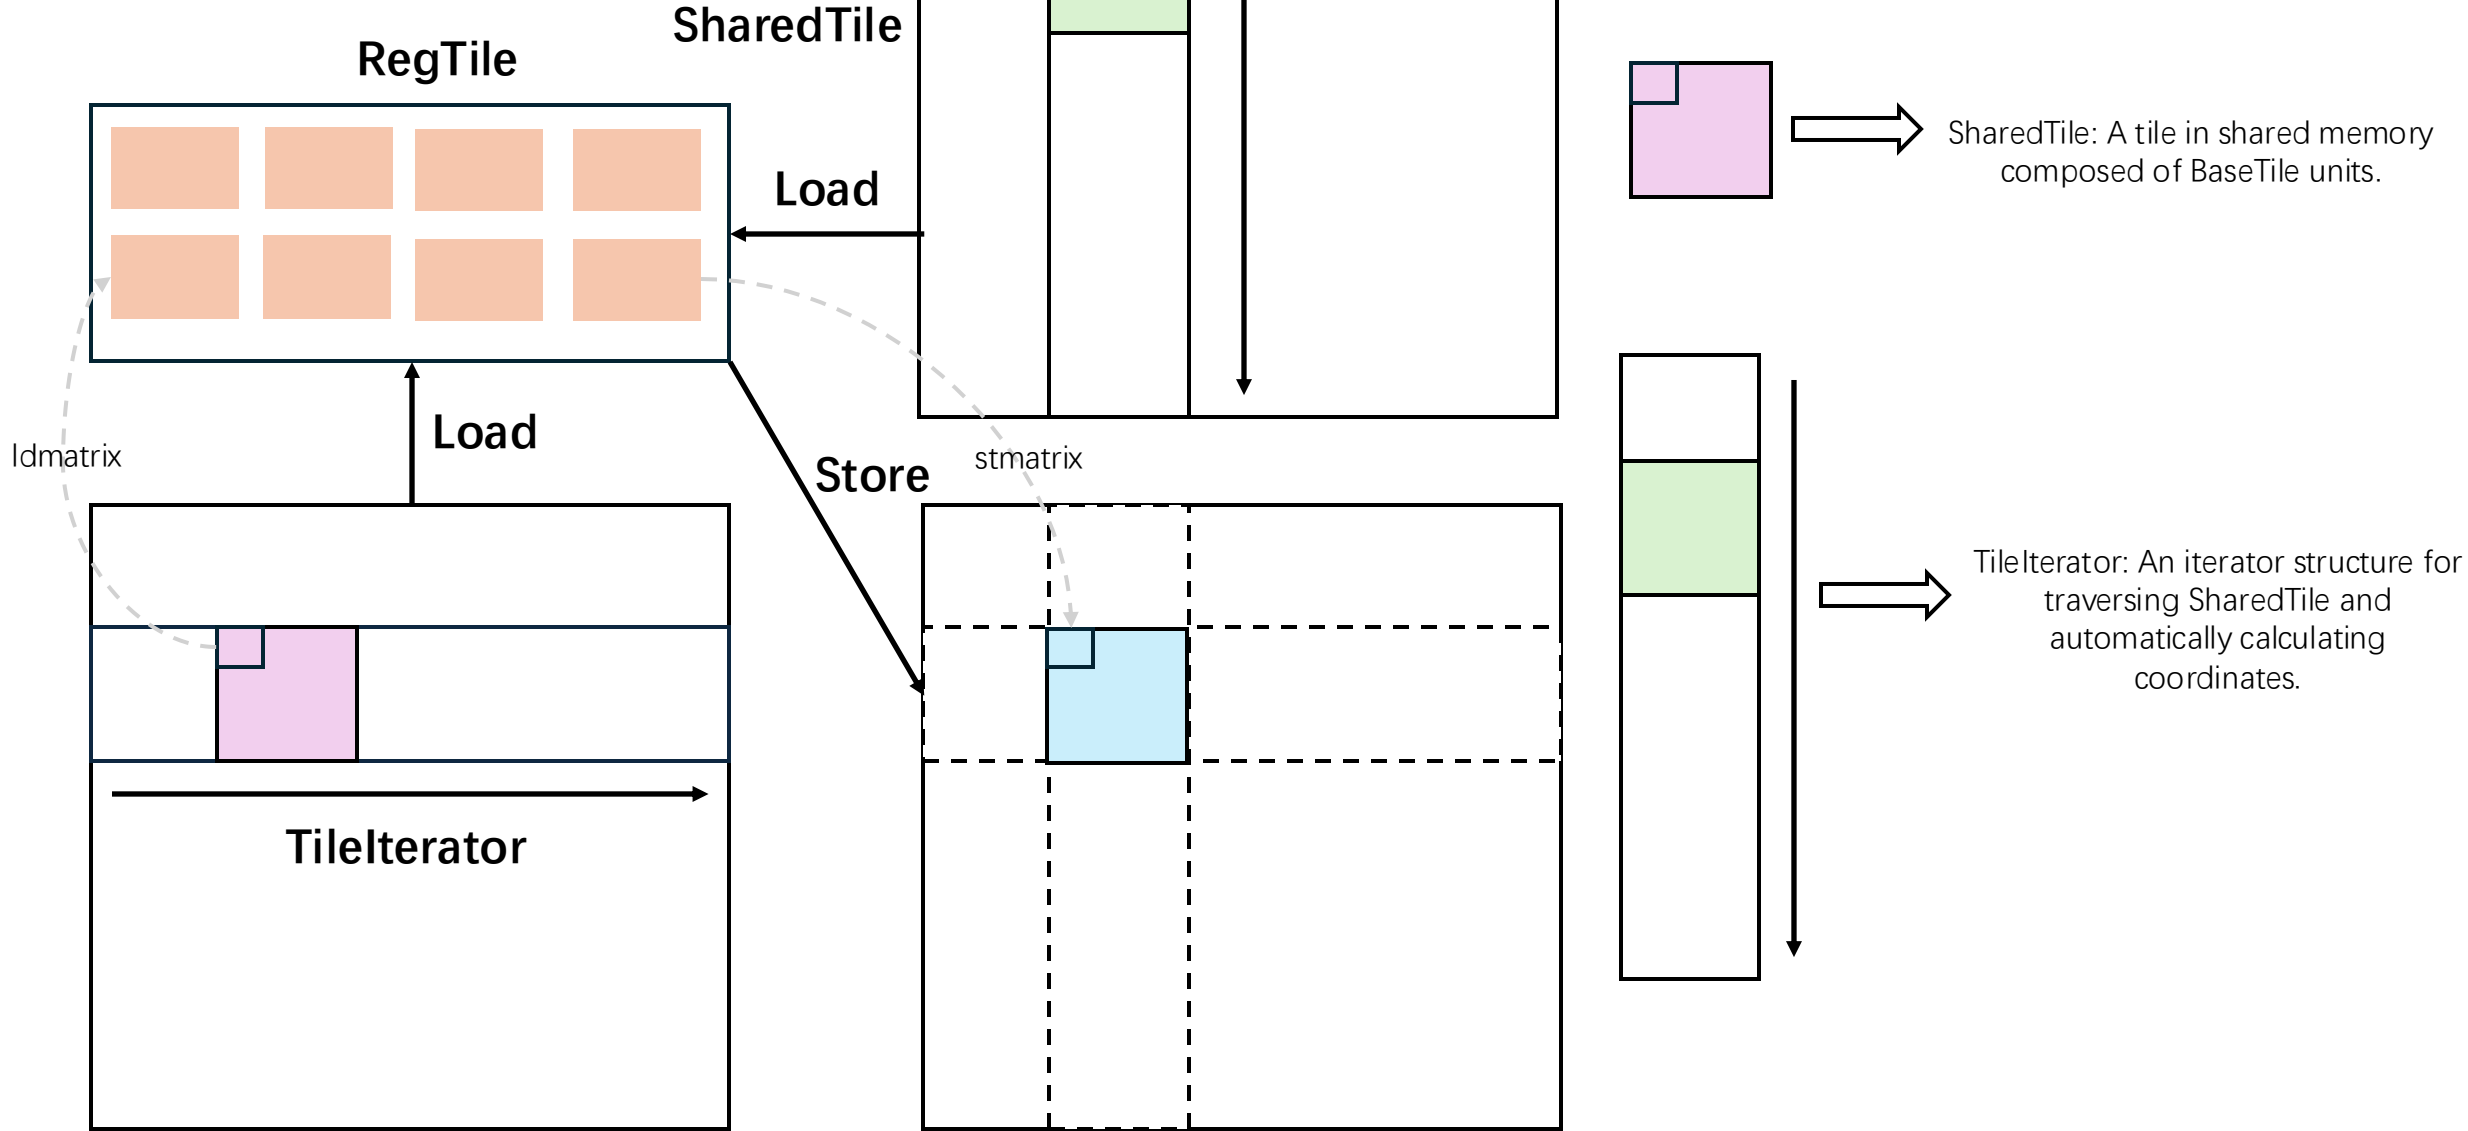 SharedTile
RegTile
Load
SharedTile: A tile in shared memory
composed of BaseTile units.
Load
ldmatrix
Store
stmatrix
TileIterator: An iterator structure for
traversing SharedTile and
automatically calculating
coordinates.
TileIterator